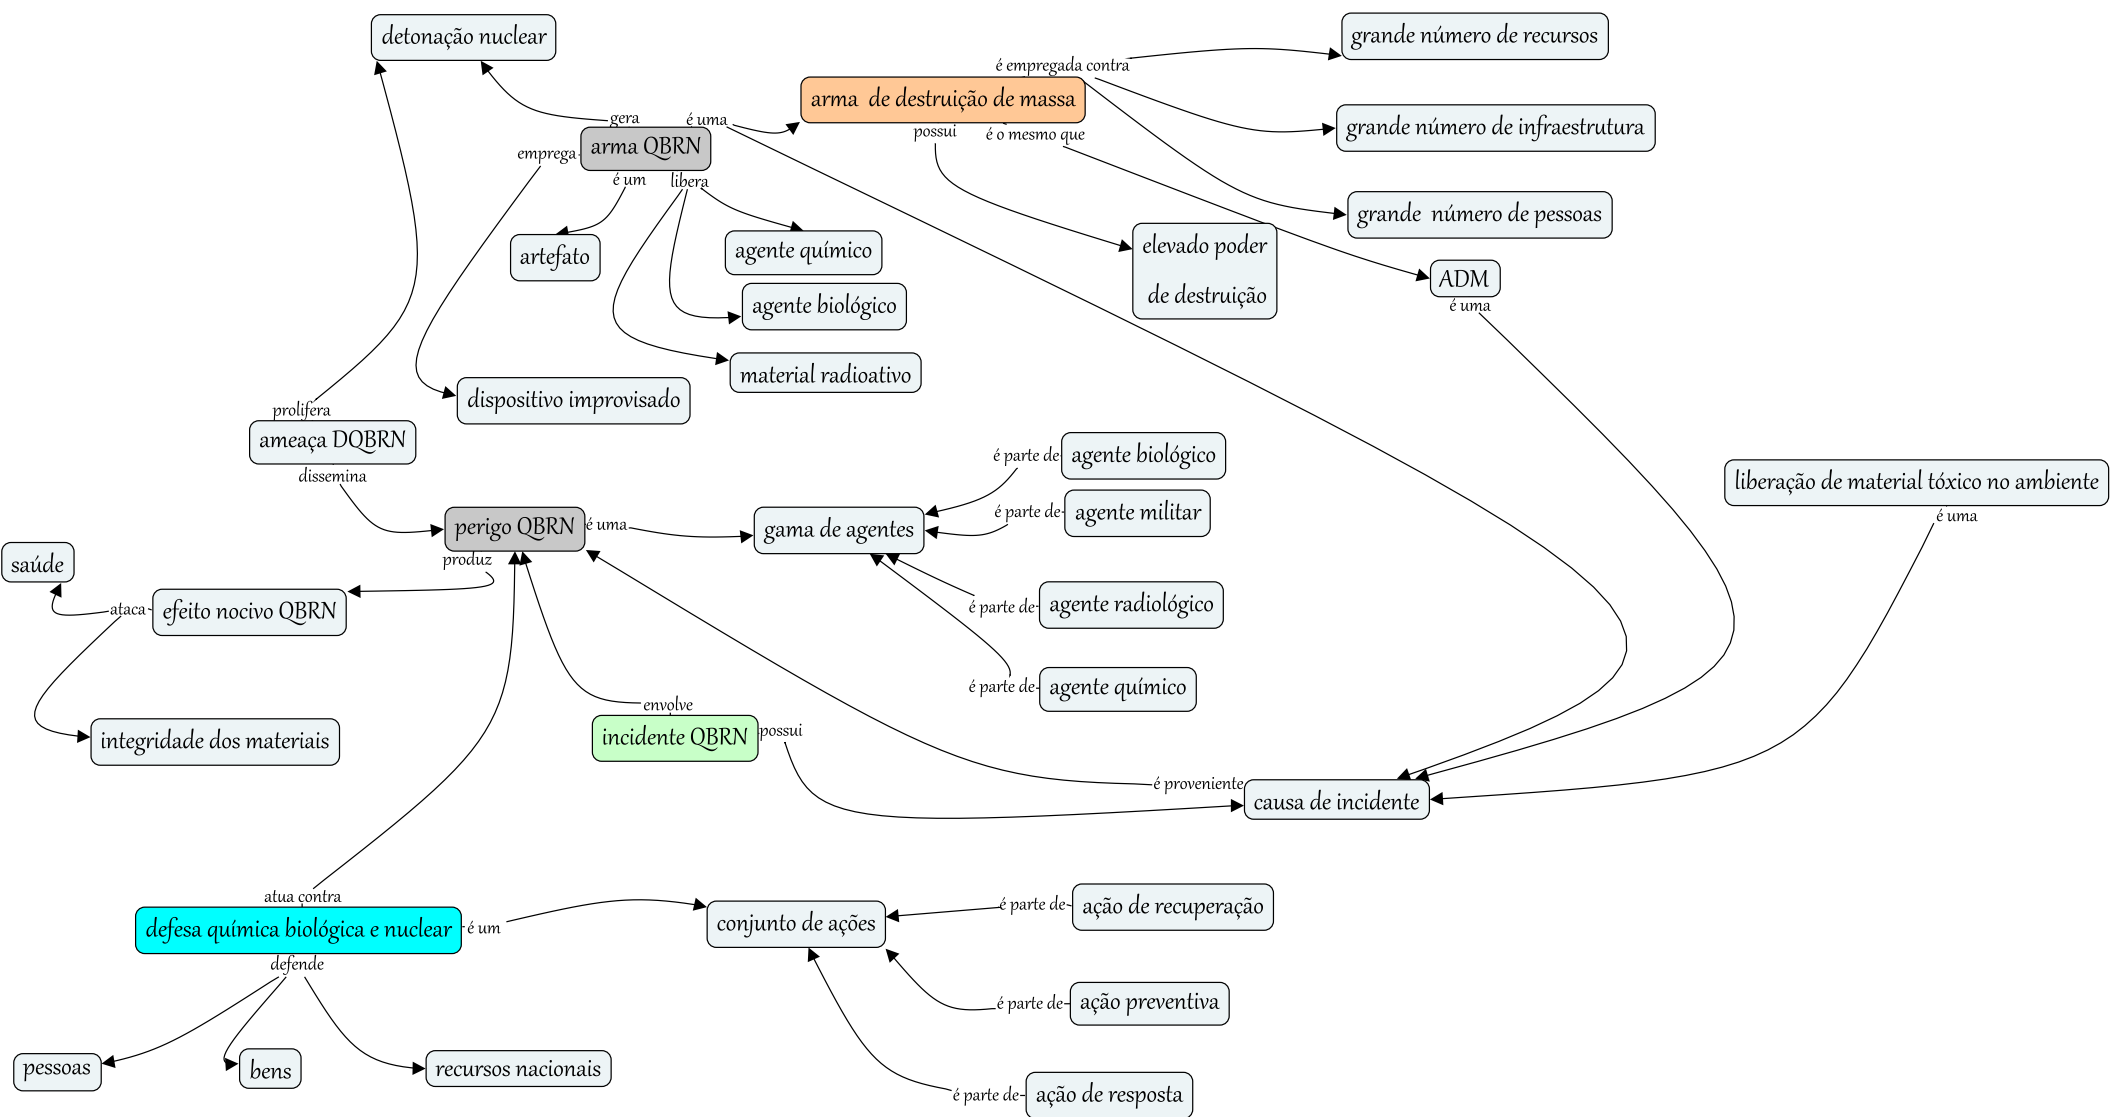 detonação nuclear
grande número de recursos
é empregada contra
arma  de destruição de massa
gera
é uma
grande número de infraestrutura
possui
é o mesmo que
arma QBRN
emprega
é um
libera
grande  número de pessoas
agente químico
artefato
elevado poder
de destruição
ADM
é uma
agente biológico
material radioativo
dispositivo improvisado
prolifera
ameaça DQBRN
dissemina
é parte de
agente biológico
liberação de material tóxico no ambiente
é uma
é parte de
agente militar
perigo QBRN
é uma
gama de agentes
produz
saúde
ataca
efeito nocivo QBRN
é parte de
agente radiológico
é parte de
agente químico
envolve
incidente QBRN
possui
integridade dos materiais
é proveniente
causa de incidente
atua contra
defesa química biológica e nuclear
é um
conjunto de ações
é parte de
ação de recuperação
defende
é parte de
ação preventiva
pessoas
bens
recursos nacionais
é parte de
ação de resposta